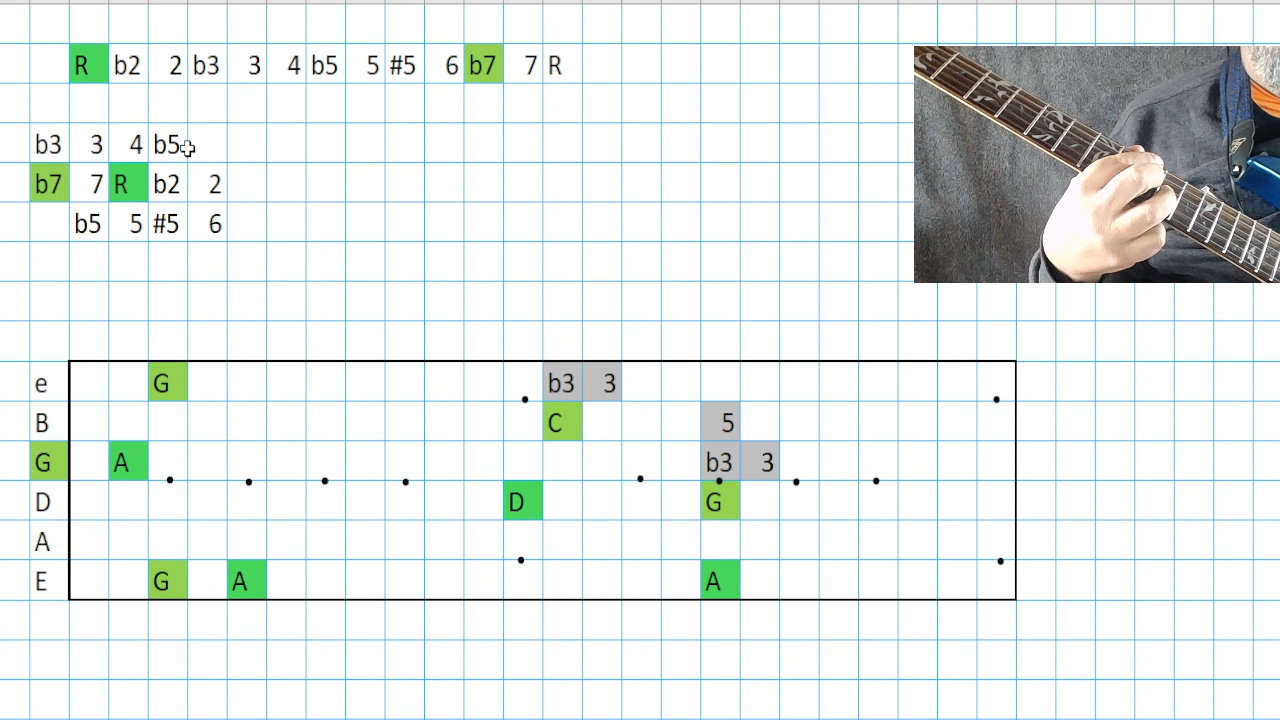 R b2 2 b3 3 4 b5 5 #5 6 b7 7 R
b3 3 4 b5
b7 7 R b2 2
b5 5 #5 6
e G b3 3
B C 5
G A b3 3
D D G
A
E G A A